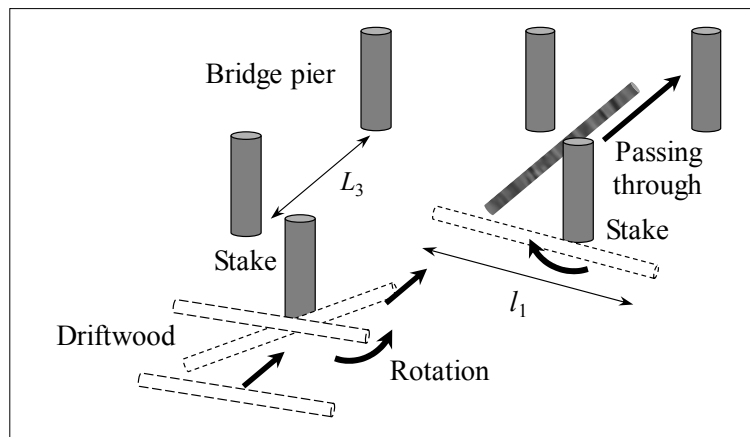 Bridge pier
L3
Stake
Driftwood
Rotation
Passing
through
Stake
l1